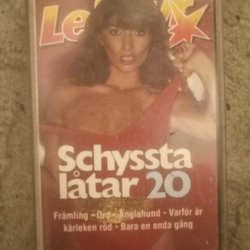 Schyssta
låtar 20
Främling - Ord - Änglahund - Varför är
kärleken röd - Bara en enda gång